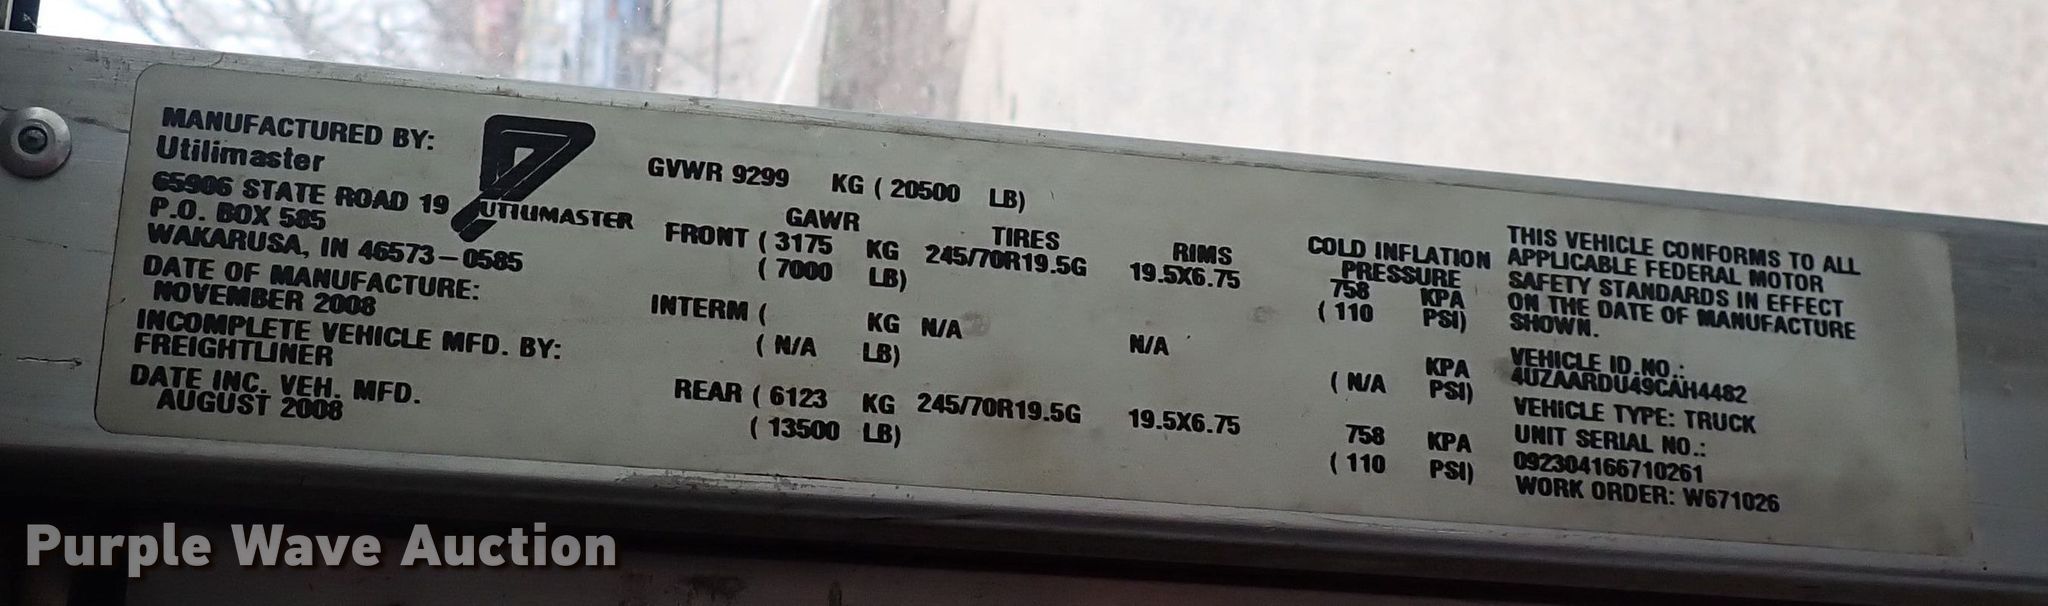 MANUFACTURED BY:
Utilimaster
65906 STATE ROAD 19
P.O. BOX 585
WAKARUSA, IN 46573-0585
DATE OF MANUFACTURE:
NOVEMBER 2008
INCOMPLETE VEHICLE MFD. BY:
FREIGHTLINER
DATE INC. VEH. MFD.
AUGUST 2008
UTILIMASTER
GVWR 9299 KG ( 20500 LB)
GAWR TIRES RIMS COLD INFLATION PRESSURE
FRONT ( 3175 KG 245/70R19.5G 19.5X6.75 758 KPA
( 7000 LB) ( 110 PSI)
INTERM ( KG N/A N/A KPA
( N/A LB) ( N/A PSI)
REAR ( 6123 KG 245/70R19.5G 19.5X6.75 758 KPA
( 13500 LB) ( 110 PSI)
THIS VEHICLE CONFORMS TO ALL
APPLICABLE FEDERAL MOTOR
SAFETY STANDARDS IN EFFECT
ON THE DATE OF MANUFACTURE
SHOWN.
VEHICLE ID.NO.:
4UZAARDU49CAH4482
VEHICLE TYPE: TRUCK
UNIT SERIAL NO.:
092304166710261
WORK ORDER: W671026
Purple Wave Auction